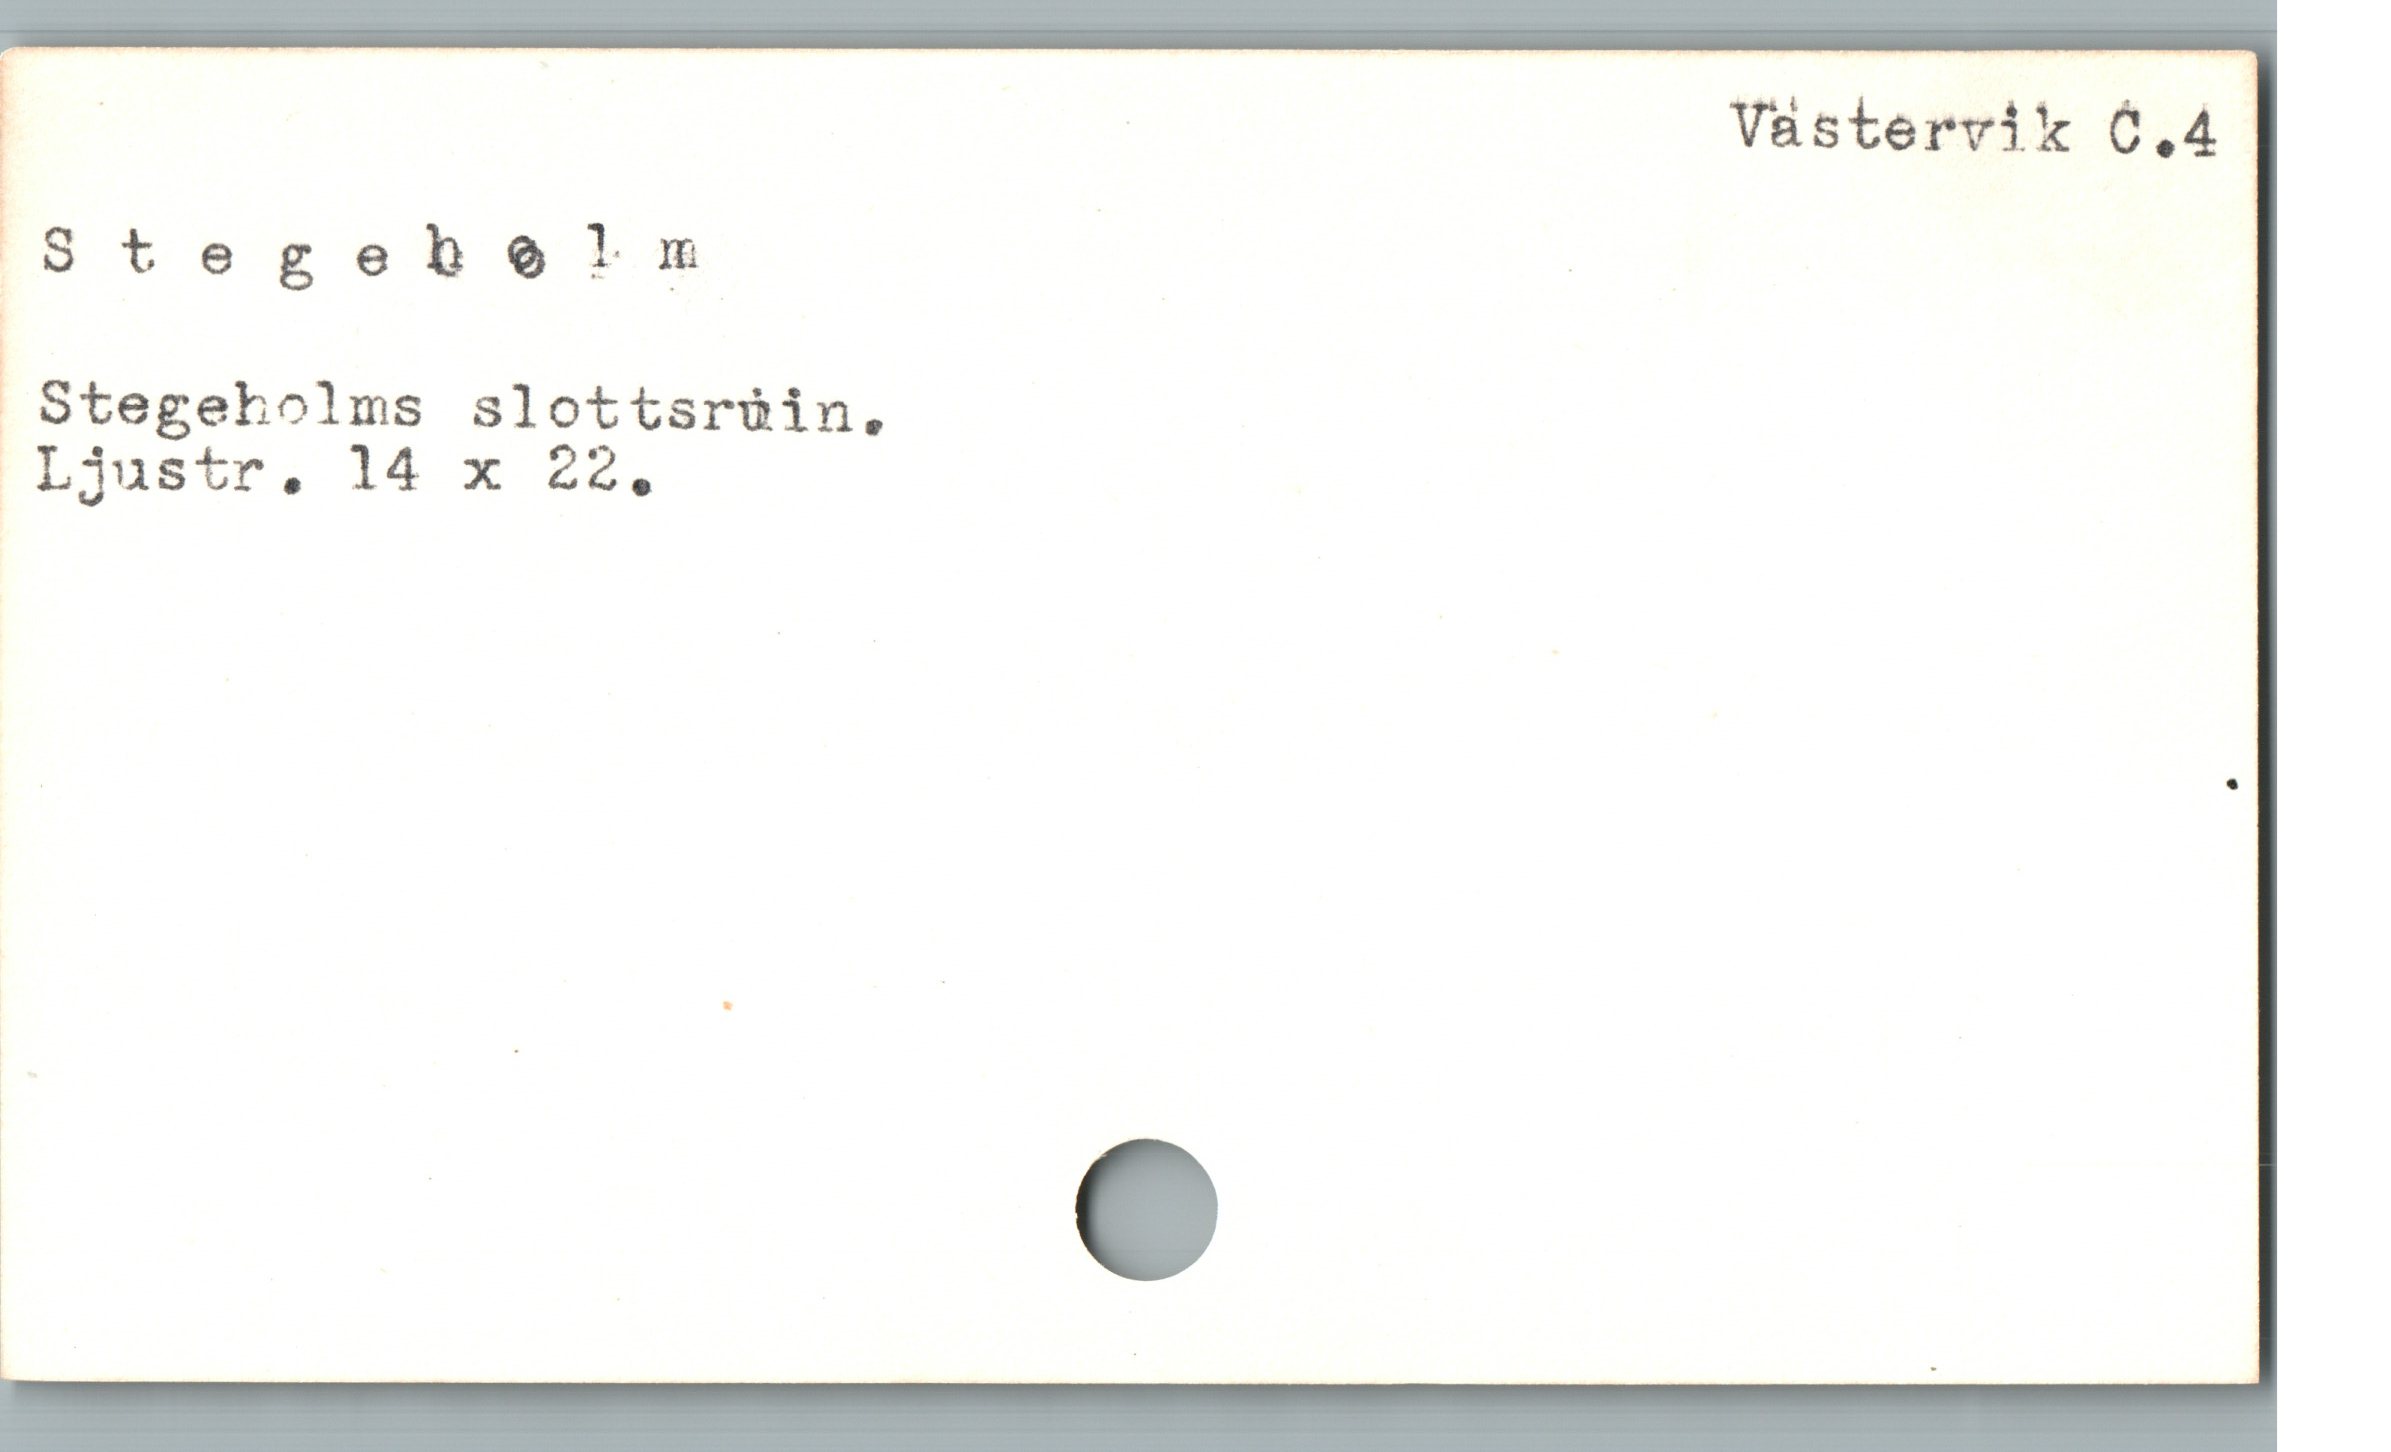 Västervik C.4
S t e g e h o l m
Stegeholms slottsruin.
Ljustr. 14 x 22.